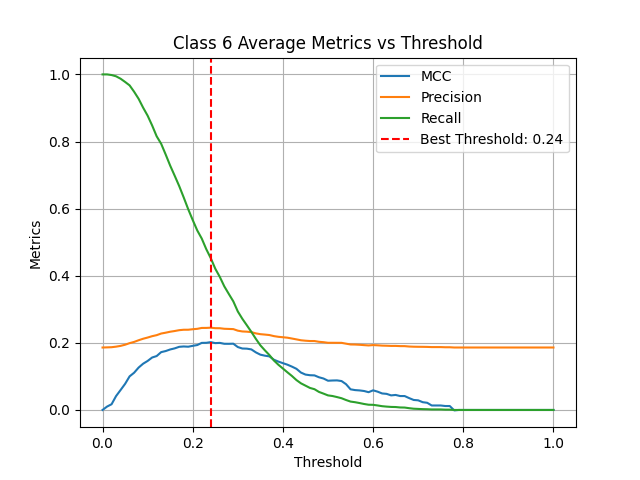 Class 6 Average Metrics vs Threshold
MCC
Precision
Recall
Best Threshold: 0.24
Metrics
1.0
0.8
0.6
0.4
0.2
0.0
0.0 0.2 0.4 0.6 0.8 1.0
Threshold